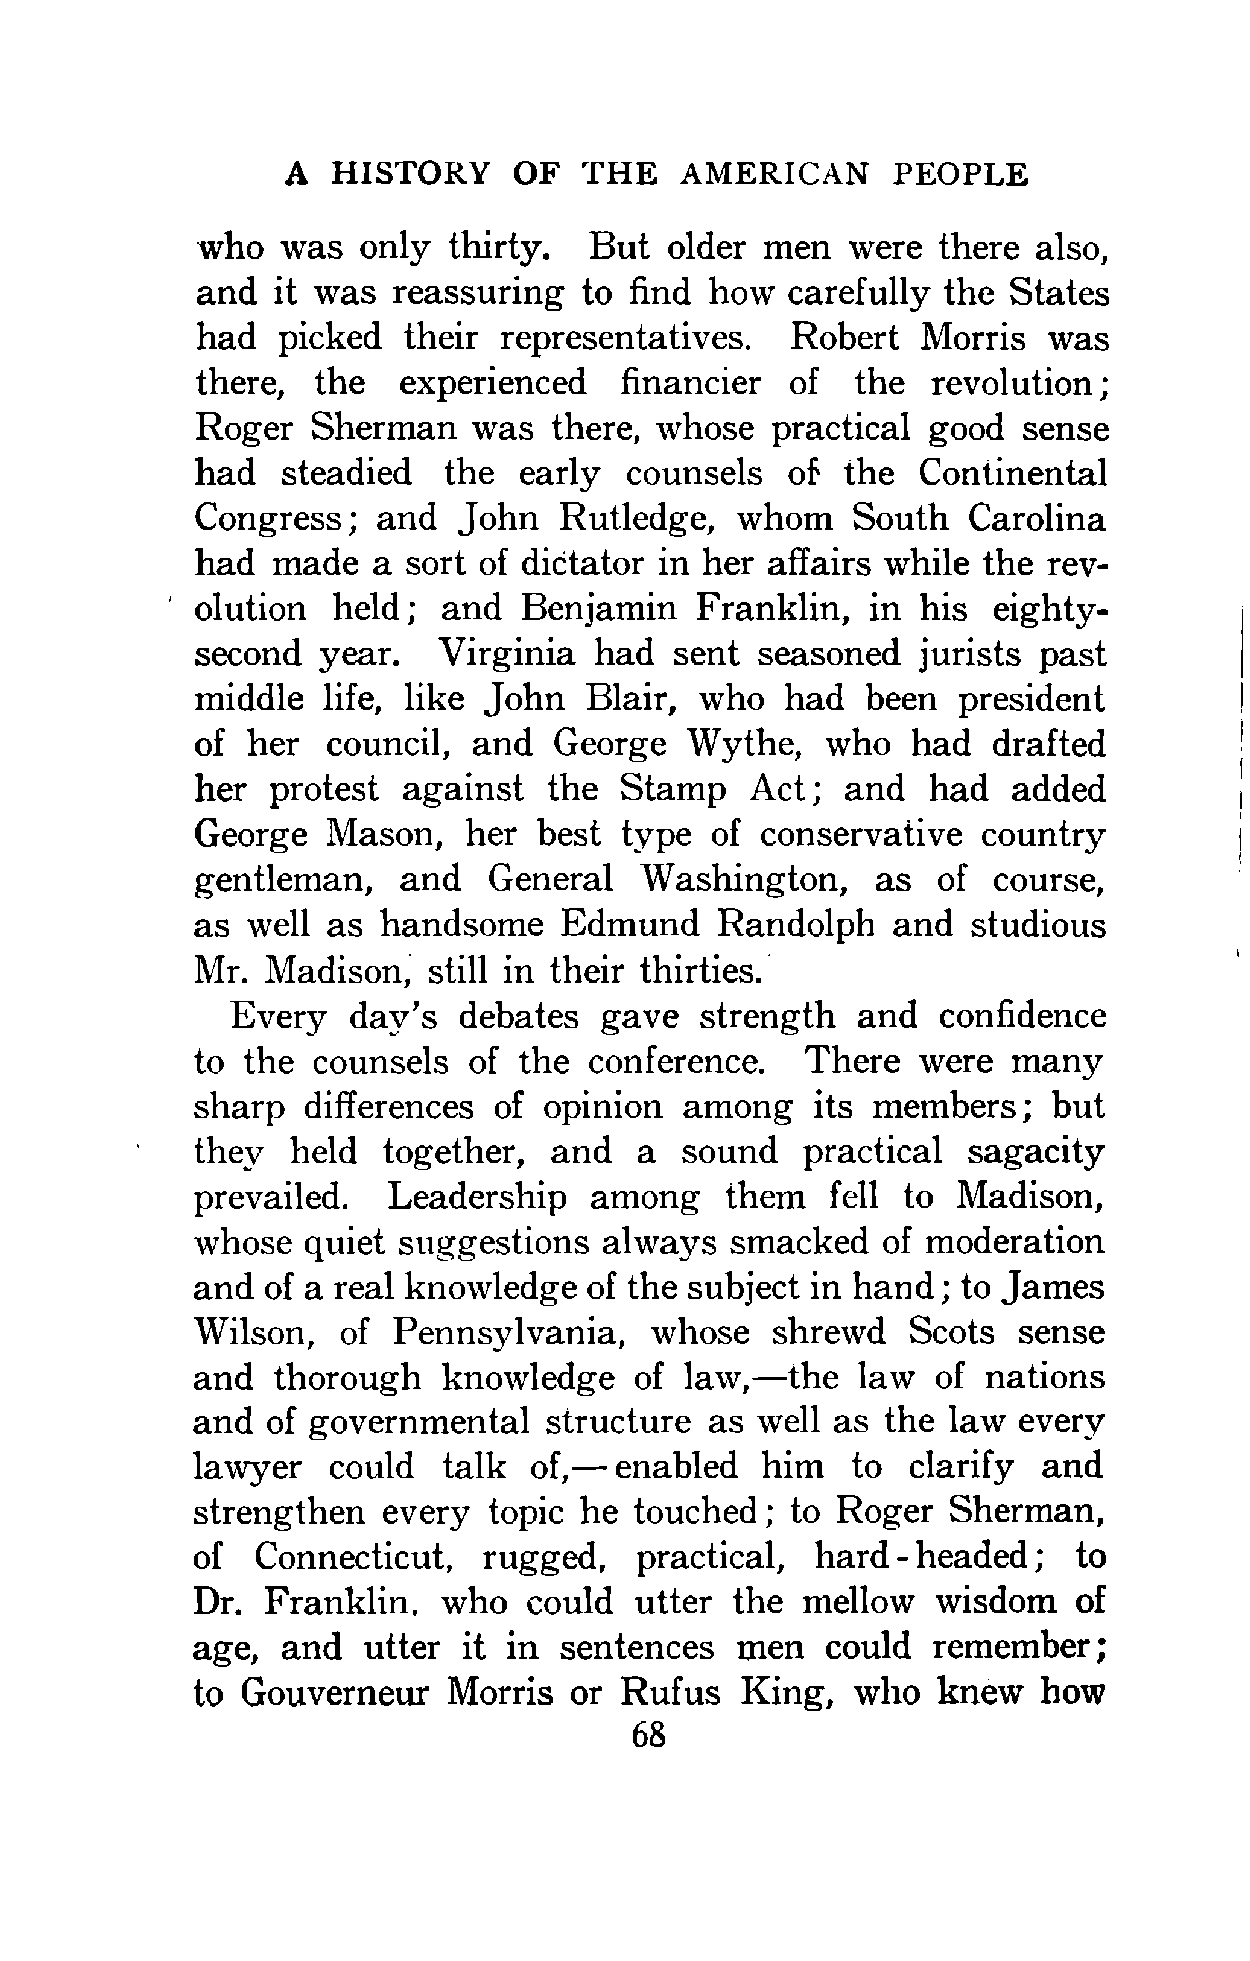 A HISTORY OF THE AMERICAN PEOPLE
who was only thirty. But older men were there also,
and it was reassuring to find how carefully the States
had picked their representatives. Robert Morris was
there, the experienced financier of the revolution;
Roger Sherman was there, whose practical good sense
had steadied the early counsels of the Continental
Congress; and John Rutledge, whom South Carolina
had made a sort of dictator in her affairs while the rev-
olution held; and Benjamin Franklin, in his eighty-
second year. Virginia had sent seasoned jurists past
middle life, like John Blair, who had been president
of her council, and George Wythe, who had drafted
her protest against the Stamp Act; and had added
George Mason, her best type of conservative country
gentleman, and General Washington, as of course,
as well as handsome Edmund Randolph and studious
Mr. Madison, still in their thirties.
Every day's debates gave strength and confidence
to the counsels of the conference. There were many
sharp differences of opinion among its members; but
they held together, and a sound practical sagacity
prevailed. Leadership among them fell to Madison,
whose quiet suggestions always smacked of moderation
and of a real knowledge of the subject in hand; to James
Wilson, of Pennsylvania, whose shrewd Scots sense
and thorough knowledge of law,—the law of nations
and of governmental structure as well as the law every
lawyer could talk of,—enabled him to clarify and
strengthen every topic he touched; to Roger Sherman,
of Connecticut, rugged, practical, hard-headed; to
Dr. Franklin, who could utter the mellow wisdom of
age, and utter it in sentences men could remember;
to Gouverneur Morris or Rufus King, who knew how
68